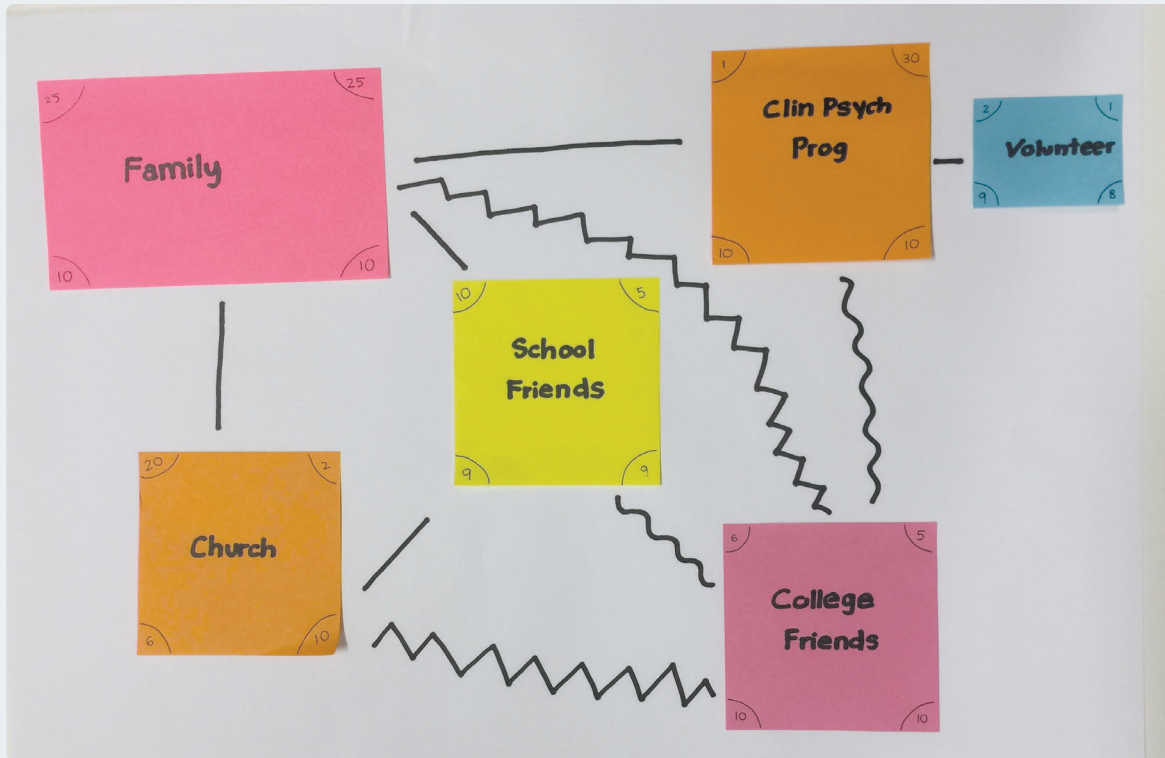 25 25
Family
10 10
1 30
Clin Psych
Prog
10 10
2 1
Volunteer
9 8
10 5
School
Friends
9 9
20 2
Church
6 10
6 5
College
Friends
10 10